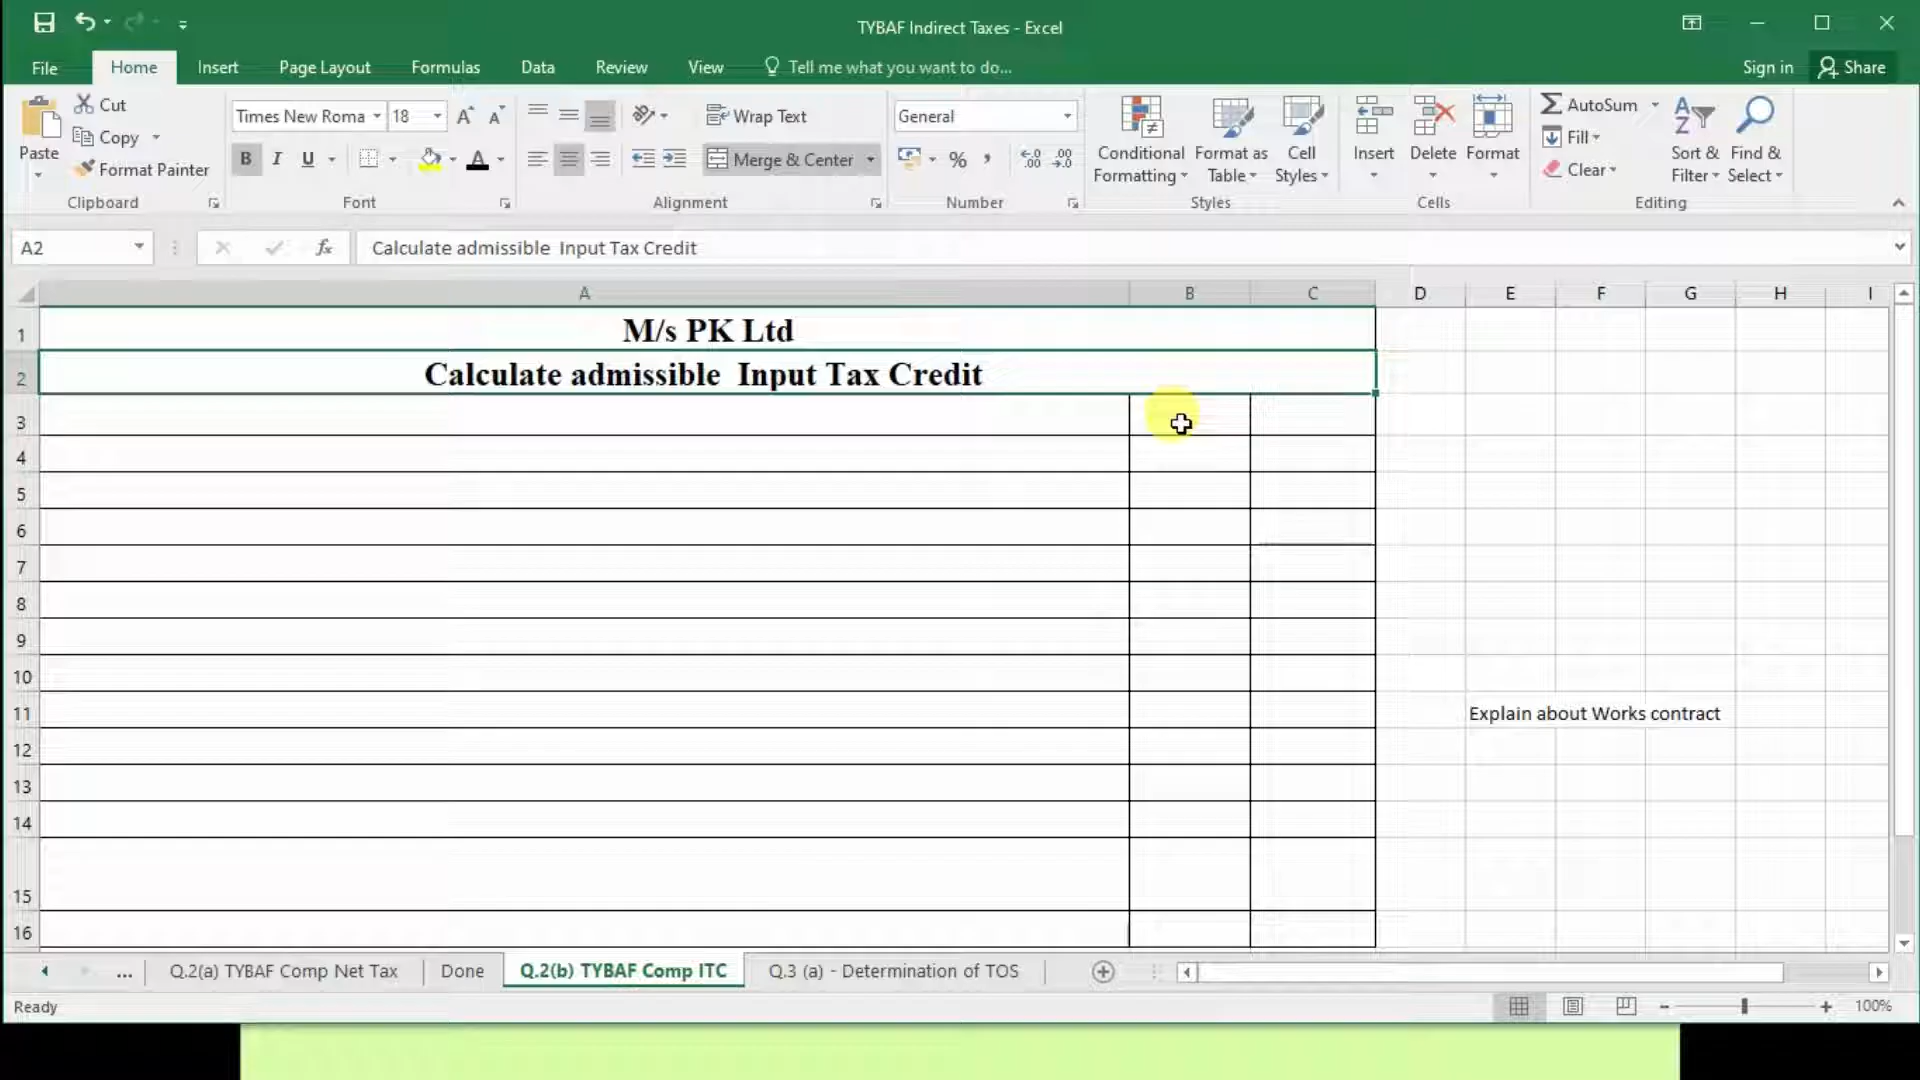 TYBAF Indirect Taxes - Excel
File Home Insert Page Layout Formulas Data Review View Tell me what you want to do... Sign in Share
Paste Cut Copy Format Painter
Clipboard
Times New Roma 18
B I U A
Font
Wrap Text
Merge & Center
Alignment
General
% ,
Number
Conditional Formatting Format as Table Cell Styles
Styles
Insert Delete Format
Cells
AutoSum
Fill
Clear
Sort & Filter Find & Select
Editing
A2 fx Calculate admissible  Input Tax Credit
A B C D E F G H I
1 M/s PK Ltd
2 Calculate admissible  Input Tax Credit
3
4
5
6
7
8
9
10
11 Explain about Works contract
12
13
14
15
16
... Q.2(a) TYBAF Comp Net Tax Done Q.2(b) TYBAF Comp ITC Q.3 (a) - Determination of TOS
Ready 100%